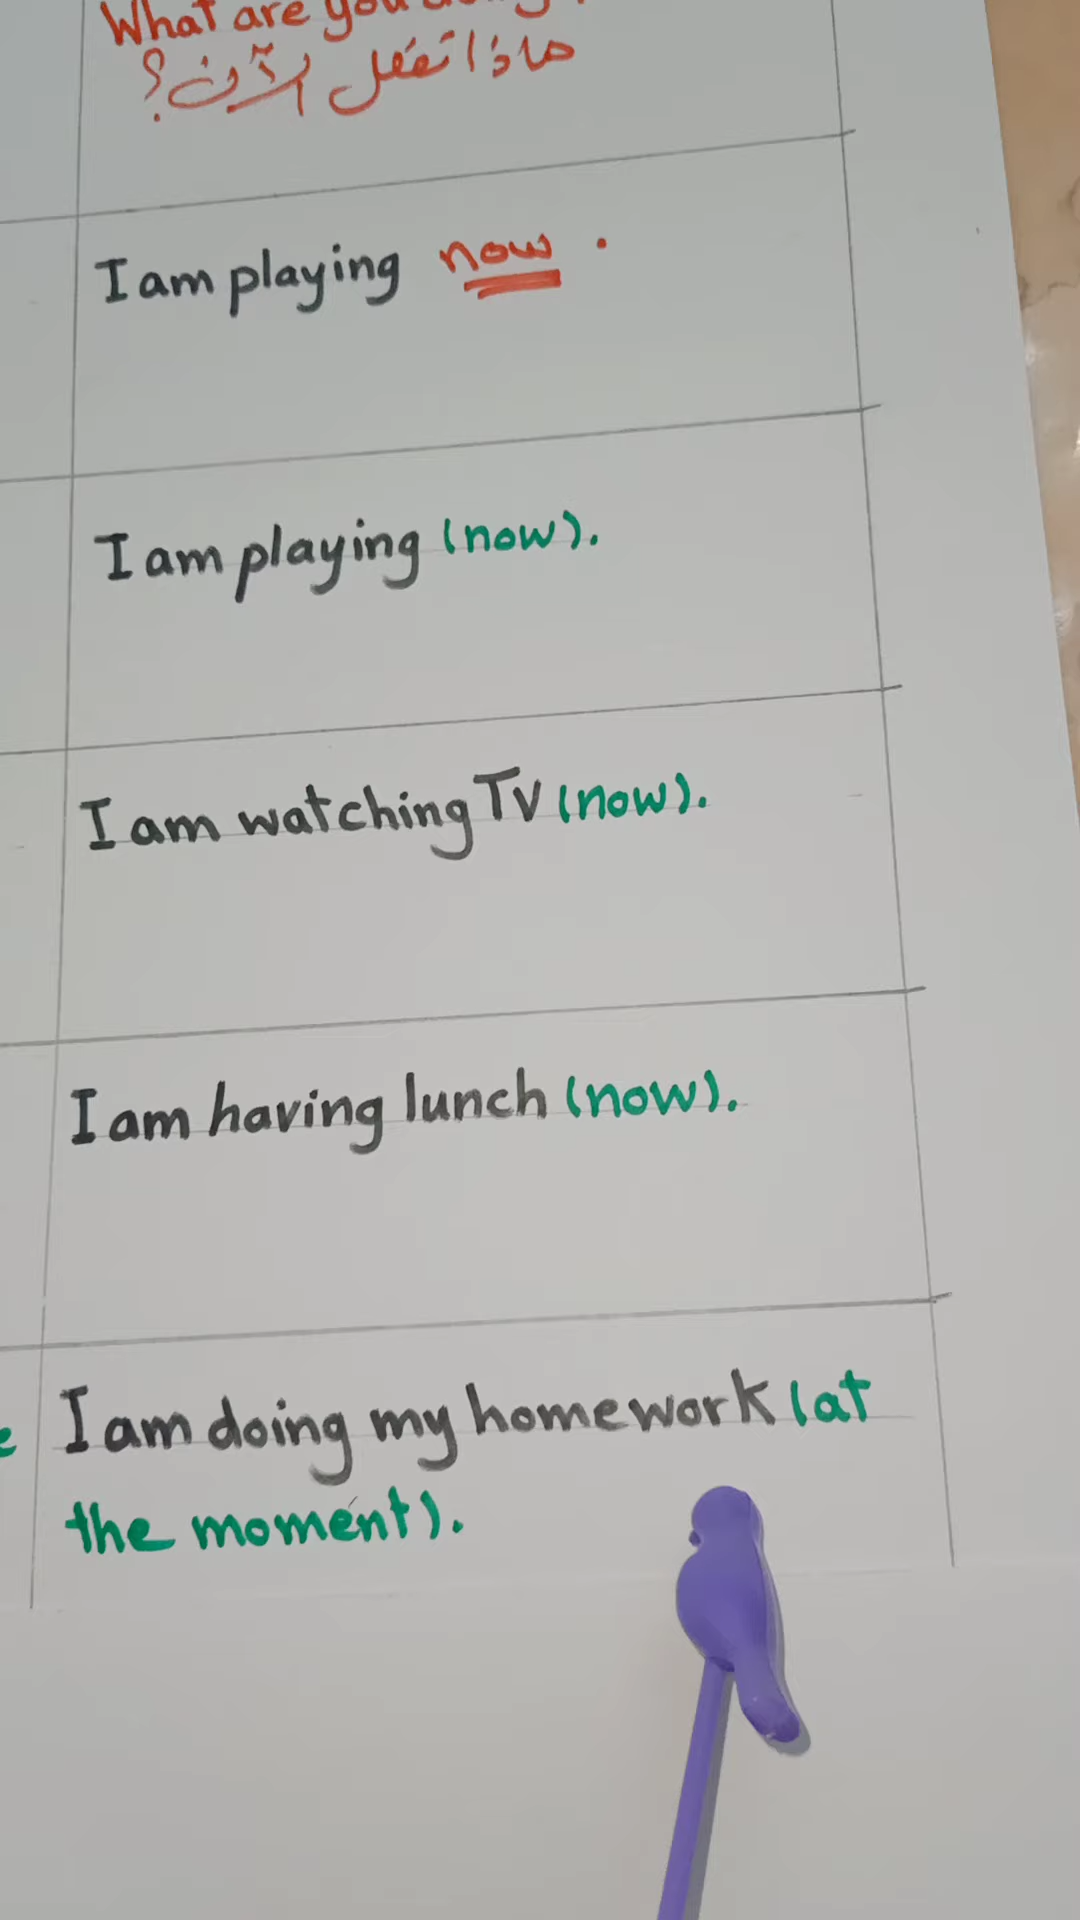 What are you
ماذا تفعل الآن؟
I am playing now.
I am playing (now).
I am watching TV (now).
I am having lunch (now).
I am doing my homework (at
the moment).